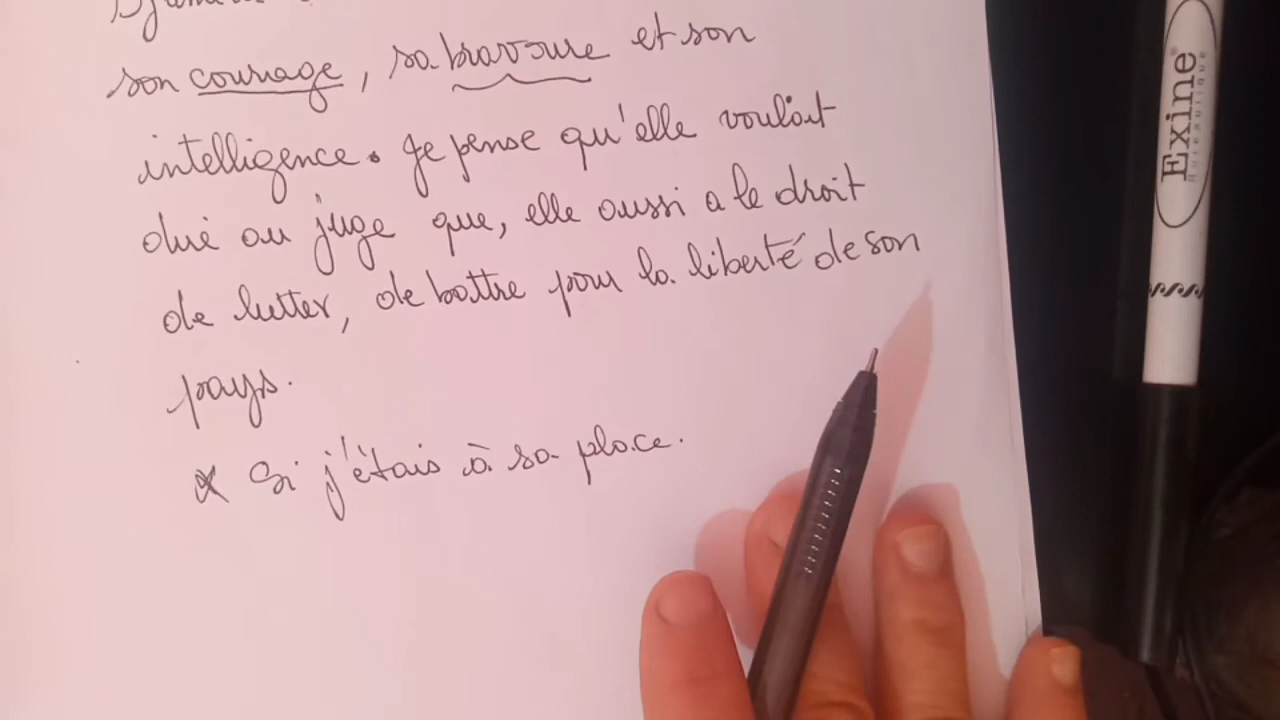 son courage, sa bravoure et son
intelligence. Je pense qu'elle voulait
dire au juge que, elle aussi a le droit
de lutter, de battre pour la liberté de son
pays.
* Si j'étais à sa place.
Exine
Bureautique